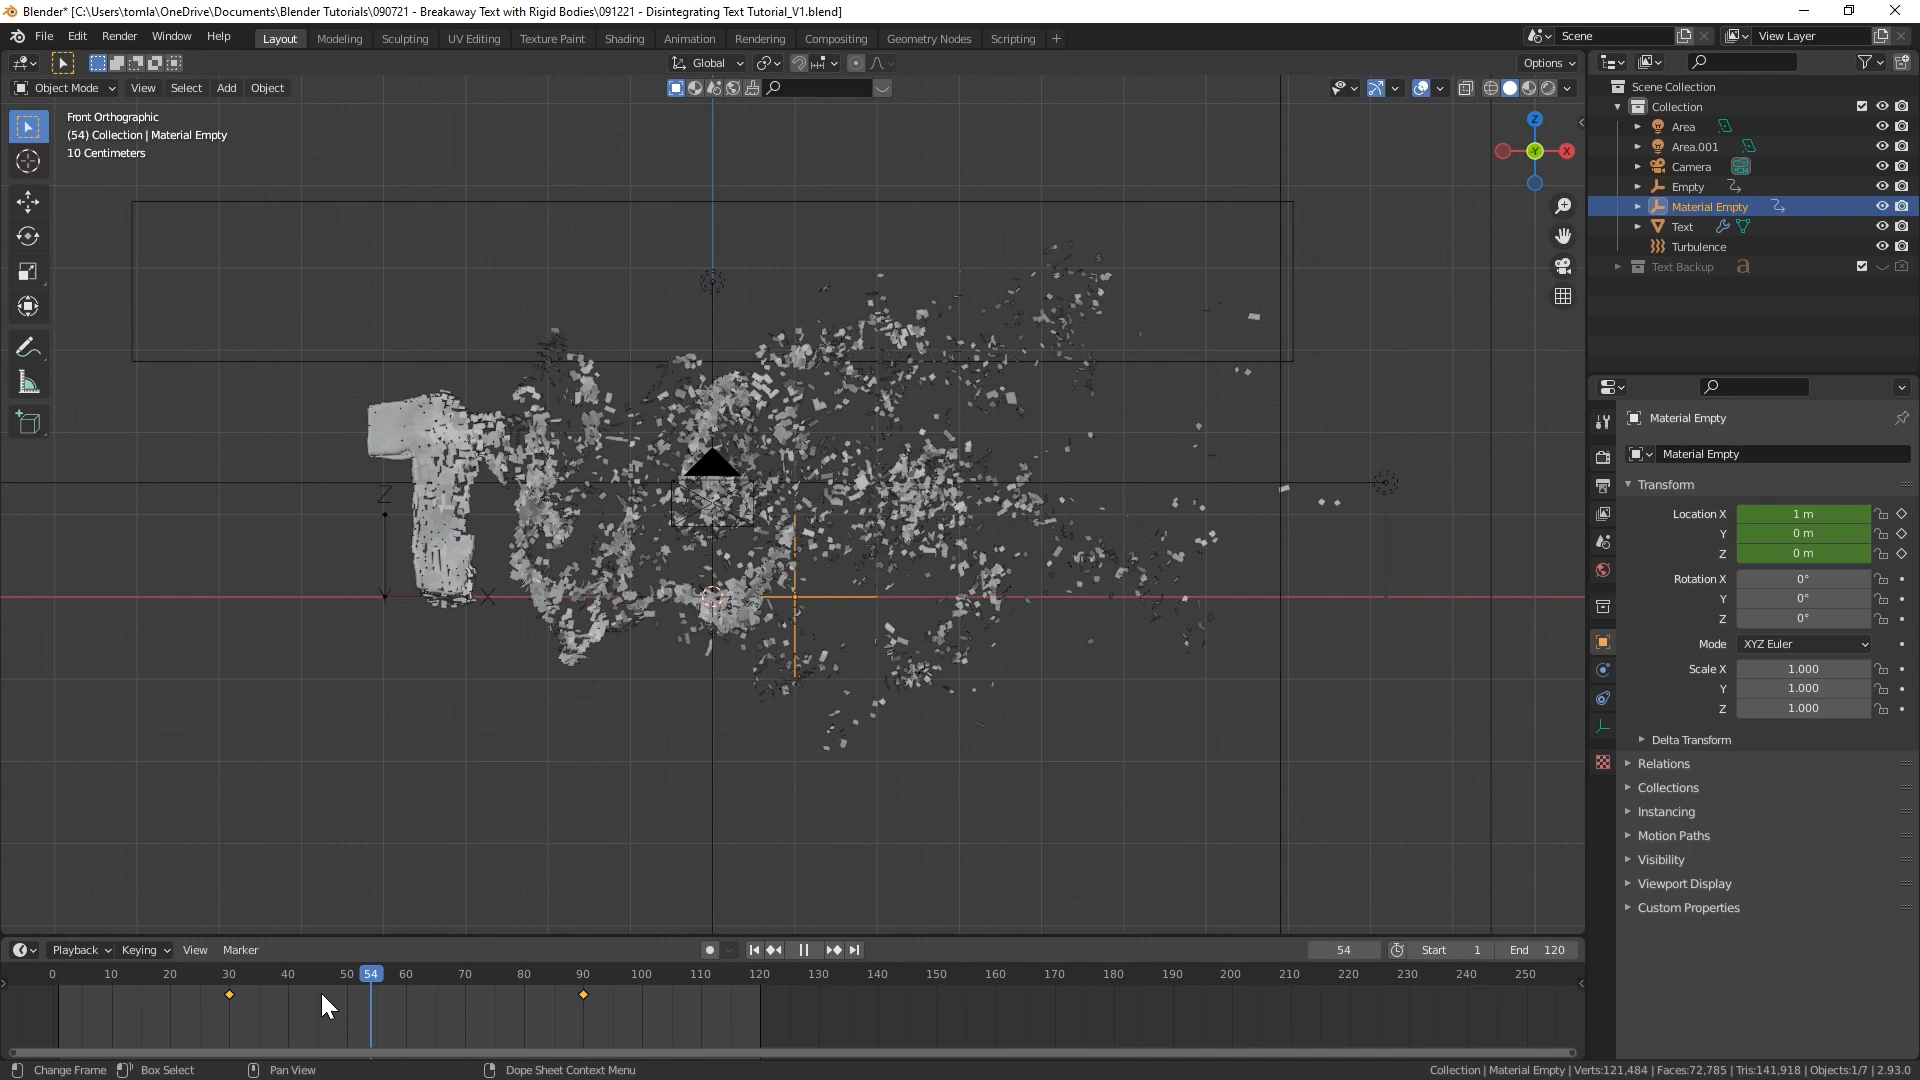 Blender* [C:\Users\tomla\OneDrive\Documents\Blender Tutorials\090721 - Breakaway Text with Rigid Bodies\091221 - Disintegrating Text Tutorial_V1.blend]
File Edit Render Window Help Layout Modeling Sculpting UV Editing Texture Paint Shading Animation Rendering Compositing Geometry Nodes Scripting + Scene View Layer
Global Options
Object Mode View Select Add Object
Scene Collection
Collection
Front Orthographic
(54) Collection | Material Empty
10 Centimeters
Z
Y
X
Area
Area.001
Camera
Empty
Material Empty
Text
Turbulence
Text Backup a
Z
X
Material Empty
Material Empty
Transform
Location X 1 m
Y 0 m
Z 0 m
Rotation X 0°
Y 0°
Z 0°
Mode XYZ Euler
Scale X 1.000
Y 1.000
Z 1.000
Delta Transform
Relations
Collections
Instancing
Motion Paths
Visibility
Viewport Display
Custom Properties
Playback Keying View Marker 54 Start 1 End 120
0 10 20 30 40 50 54 60 70 80 90 100 110 120 130 140 150 160 170 180 190 200 210 220 230 240 250
Change Frame Box Select Pan View Dope Sheet Context Menu Collection | Material Empty | Verts:121,484 | Faces:72,785 | Tris:141,918 | Objects:1/7 | 2.93.0